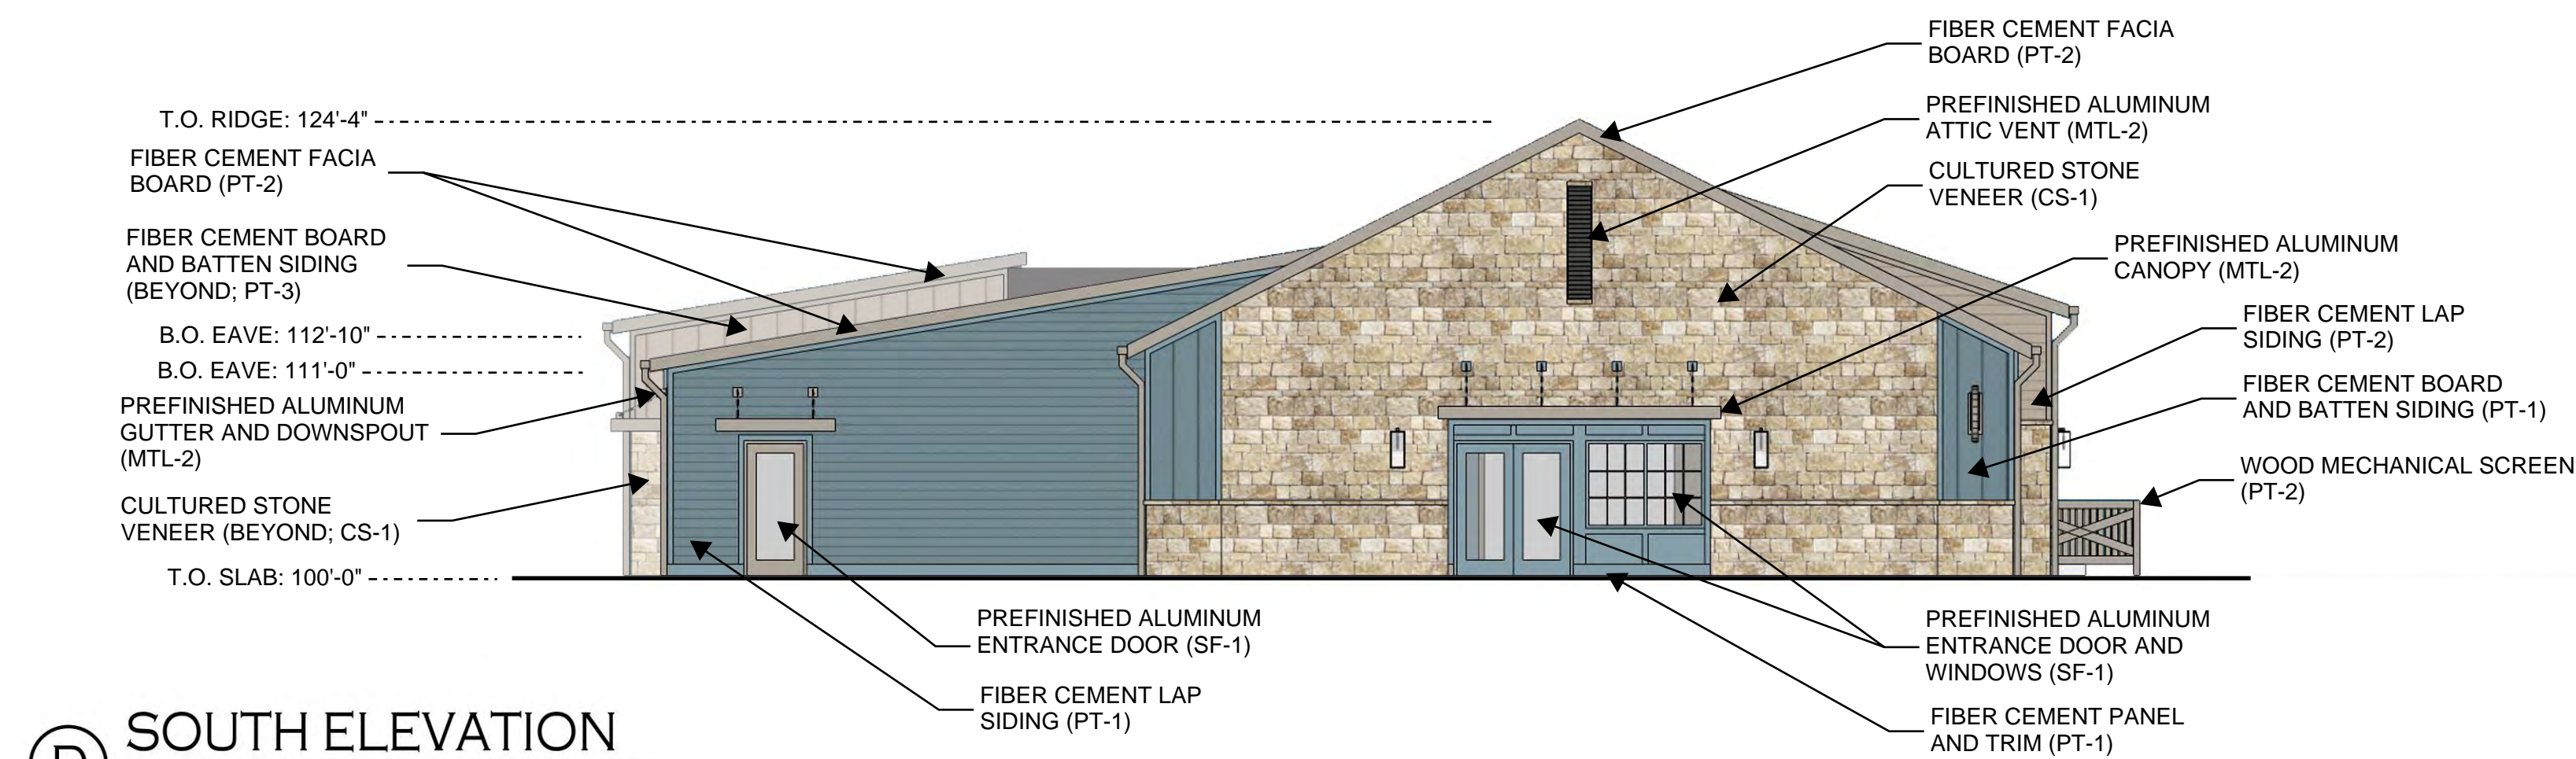 T.O. RIDGE: 124'-4"
FIBER CEMENT FACIA
BOARD (PT-2)
FIBER CEMENT BOARD
AND BATTEN SIDING
(BEYOND; PT-3)
B.O. EAVE: 112'-10"
B.O. EAVE: 111'-0"
PREFINISHED ALUMINUM
GUTTER AND DOWNSPOUT
(MTL-2)
CULTURED STONE
VENEER (BEYOND; CS-1)
T.O. SLAB: 100'-0"
PREFINISHED ALUMINUM
ENTRANCE DOOR (SF-1)
FIBER CEMENT LAP
SIDING (PT-1)
FIBER CEMENT FACIA
BOARD (PT-2)
PREFINISHED ALUMINUM
ATTIC VENT (MTL-2)
CULTURED STONE
VENEER (CS-1)
PREFINISHED ALUMINUM
CANOPY (MTL-2)
FIBER CEMENT LAP
SIDING (PT-2)
FIBER CEMENT BOARD
AND BATTEN SIDING (PT-1)
WOOD MECHANICAL SCREEN
(PT-2)
PREFINISHED ALUMINUM
ENTRANCE DOOR AND
WINDOWS (SF-1)
FIBER CEMENT PANEL
AND TRIM (PT-1)
SOUTH ELEVATION